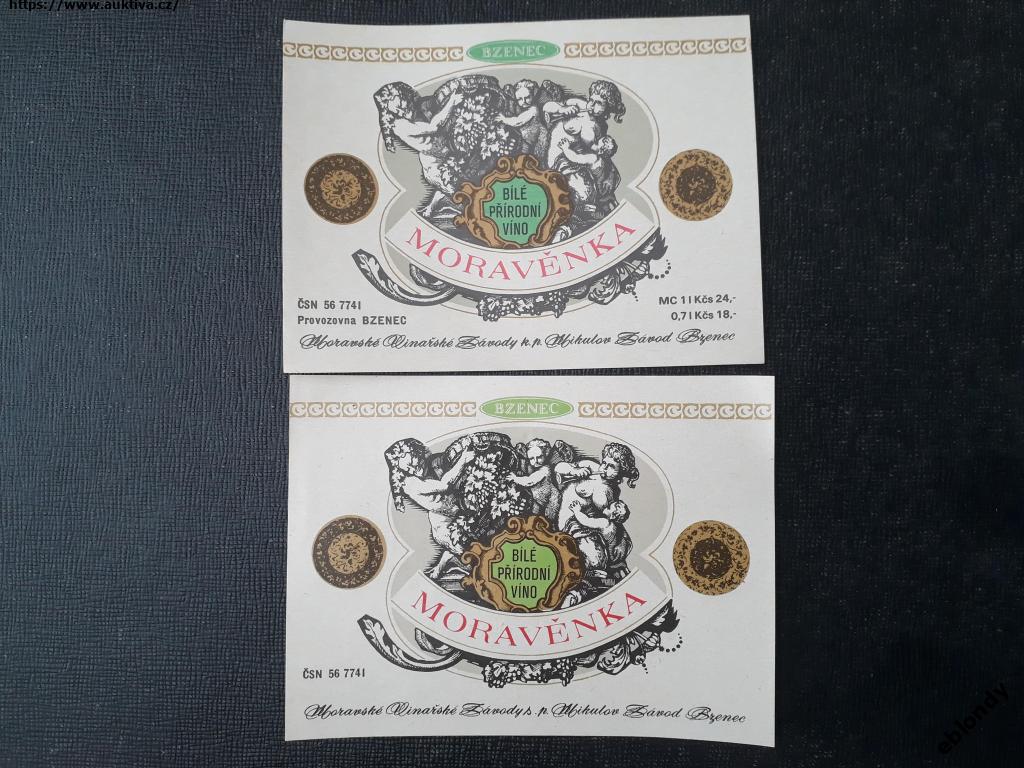 https://www.auktiva.cz/
BZENEC
BÍLÉ
PŘÍRODNÍ
VÍNO
MORAVĚNKA
ČSN 56 7741
Provozovna BZENEC
MC 1 l Kčs 24,-
0,7 l Kčs 18,-
Moravské Vinařské Závody k.p. Mikulov Závod Bzenec
BZENEC
BÍLÉ
PŘÍRODNÍ
VÍNO
MORAVĚNKA
ČSN 56 7741
Moravské Vinařské Závody s. p. Mikulov Závod Bzenec
eblondy